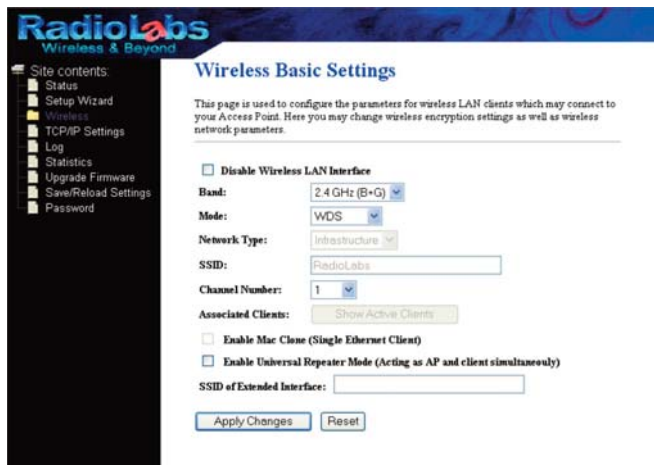 RadioLabs
Wireless & Beyond
Site contents:
Status
Setup Wizard
Wireless
TCP/IP Settings
Log
Statistics
Upgrade Firmware
Save/Reload Settings
Password
Wireless Basic Settings
This page is used to configure the parameters for wireless LAN clients which may connect to
your Access Point. Here you may change wireless encryption settings as well as wireless
network parameters.
Disable Wireless LAN Interface
Band: 2.4 GHz (B+G)
Mode: WDS
Network Type: Infrastructure
SSID: RadioLabs
Channel Number: 1
Associated Clients: Show Active Clients
Enable Mac Clone (Single Ethernet Client)
Enable Universal Repeater Mode (Acting as AP and client simultaneouly)
SSID of Extended Interface:
Apply Changes Reset